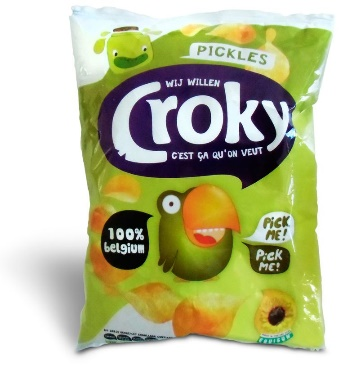 PICKLES
WIJ WILLEN
Croky
C'EST ÇA QU'ON VEUT
100%
belgium
PiCK
ME!
PiCK
ME!